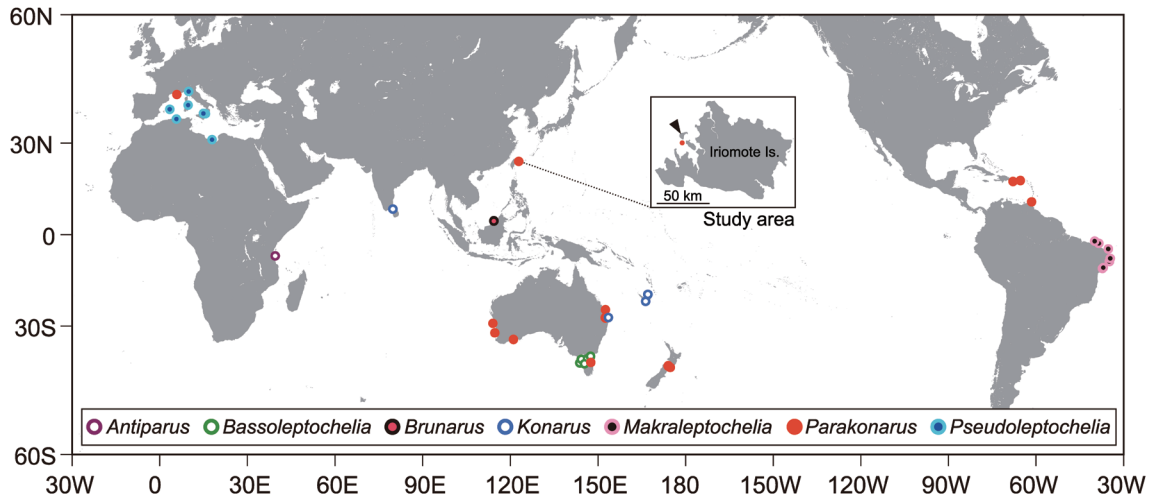 60N
30N
0
30S
60S
Iriomote Is.
50 km
Study area
Antiparus Bassoleptochelia Brunarus Konarus Makraleptochelia Parakonarus Pseudoleptochelia
30W 0 30E 60E 90E 120E 150E 180 150W 120W 90W 60W 30W